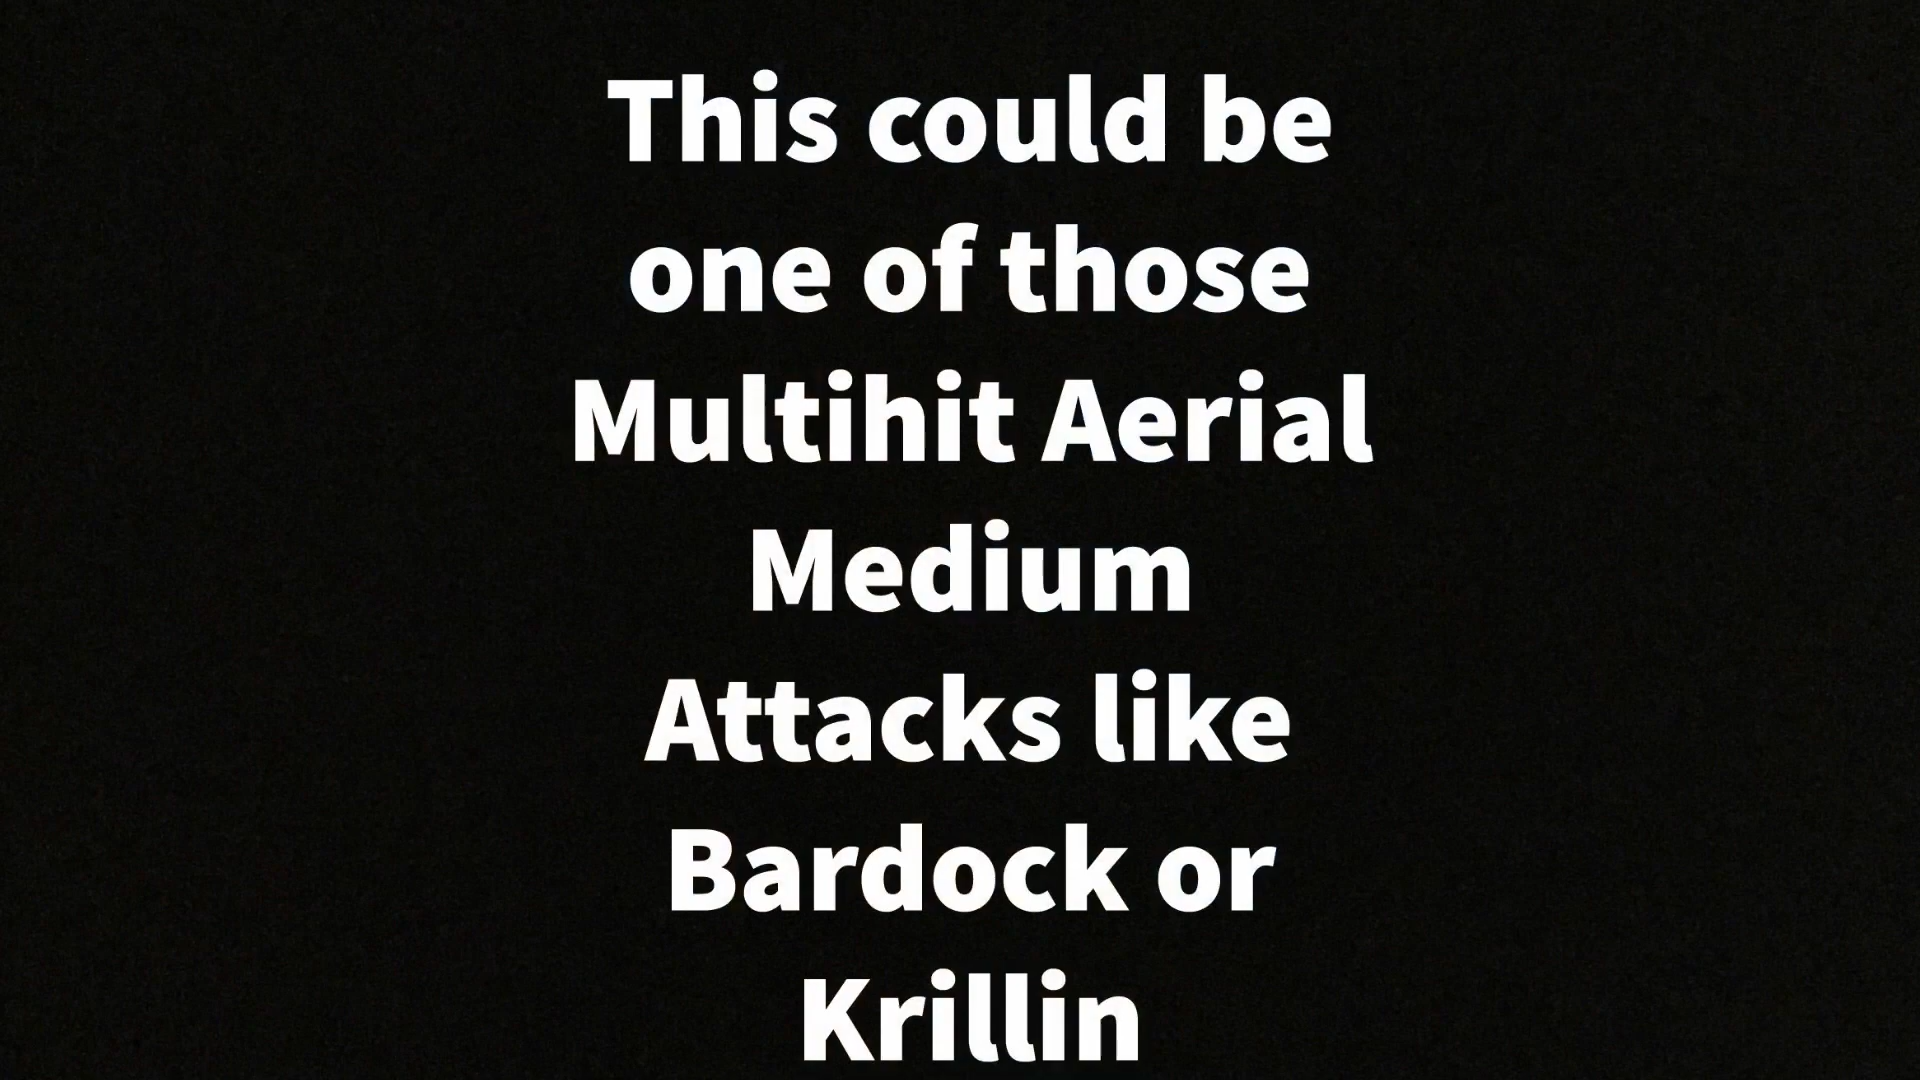 This could be
one of those
Multihit Aerial
Medium
Attacks like
Bardock or
Krillin